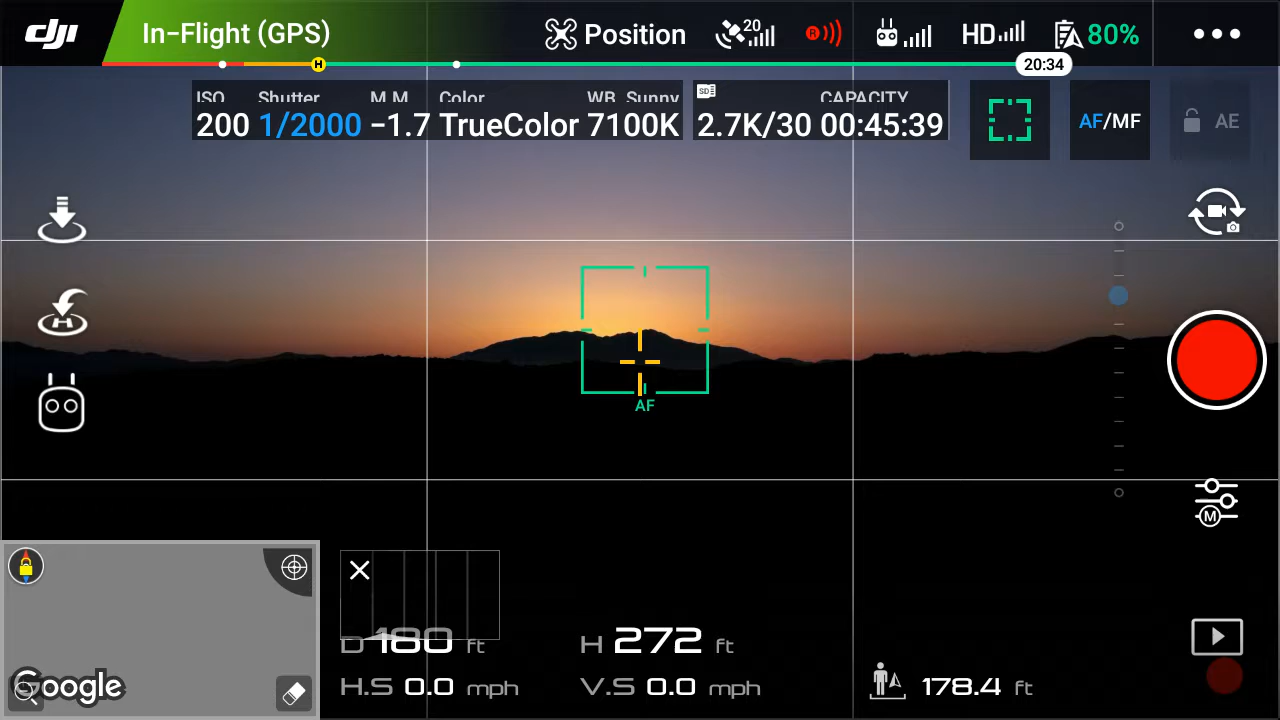 dji In-Flight (GPS) Position 20 R HD 80%
H 20:34
ISO Shutter M.M Color WB Sunny SD CAPACITY
200 1/2000 -1.7 TrueColor 7100K 2.7K/30 00:45:39 AF/MF AE
H
AF
M
D 180 ft H 272 ft
Google H.S 0.0 mph V.S 0.0 mph 178.4 ft